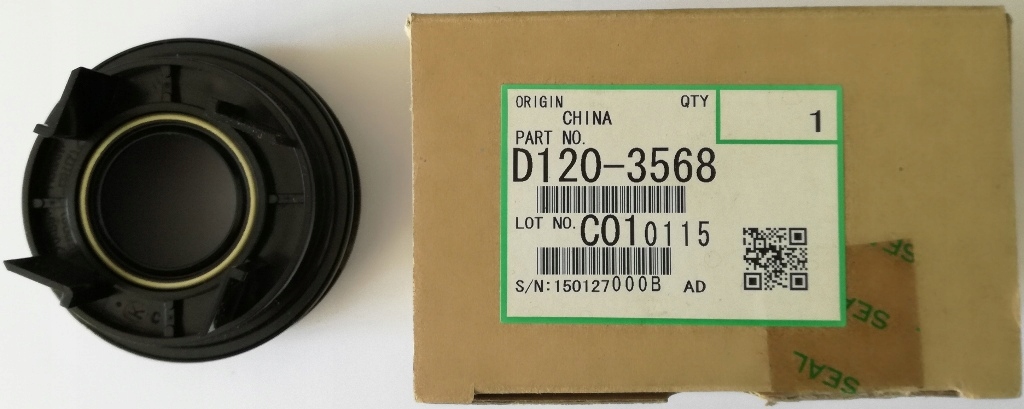 ORIGIN QTY
CHINA 1
PART NO.
D120-3568
LOT NO. C010115
S/N:150127000B AD
SEAL
SEAL